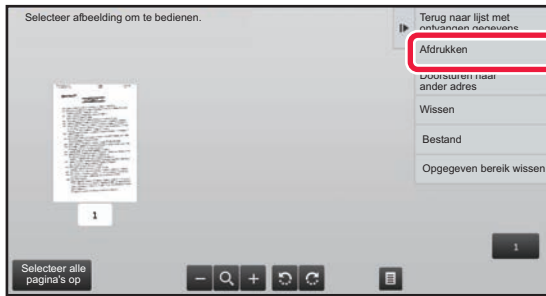 Selecteer afbeelding om te bedienen.
Terug naar lijst met
ontvangen gegevens
Afdrukken
Doorsturen naar
ander adres
Wissen
Bestand
Opgegeven bereik wissen
1
1
Selecteer alle
pagina's op